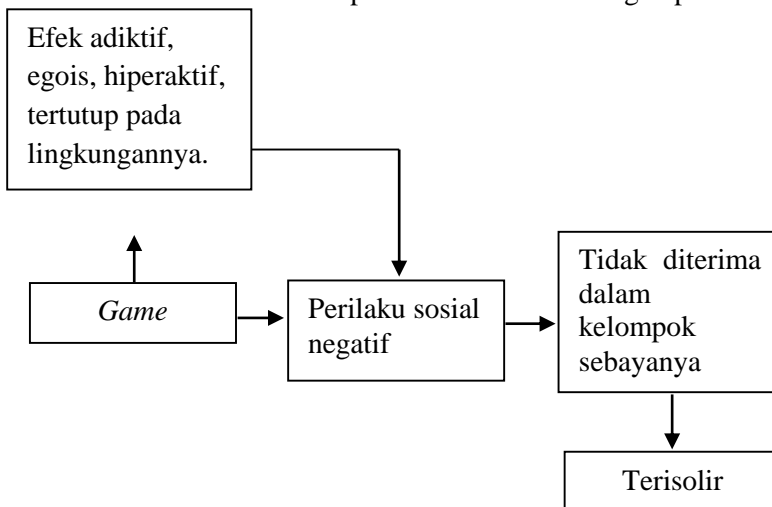 Efek adiktif,
egois, hiperaktif,
tertutup pada
lingkungannya.
Game
Perilaku sosial
negatif
Tidak diterima
dalam
kelompok
sebayanya
Terisolir